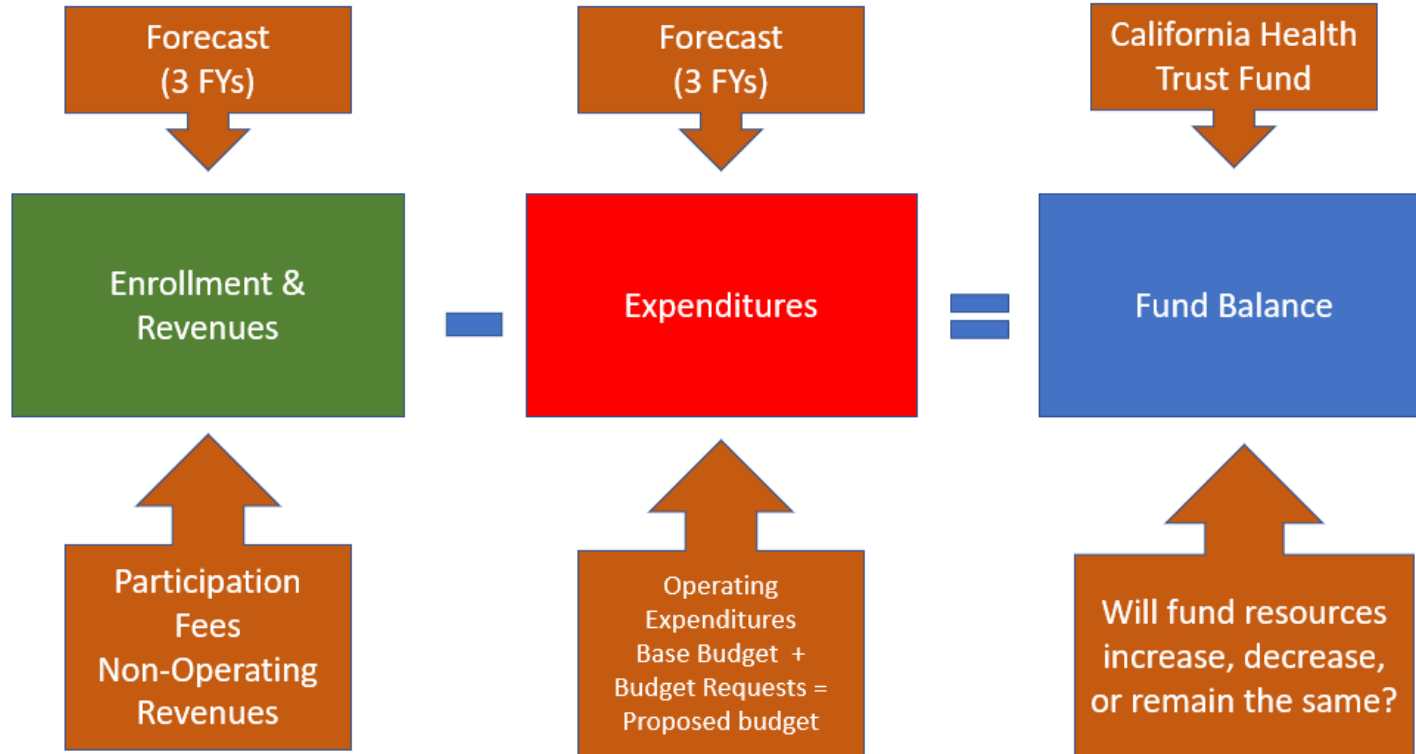 Forecast
(3 FYs)
Forecast
(3 FYs)
California Health
Trust Fund
Enrollment &
Revenues
Expenditures
Fund Balance
Participation
Fees
Non-Operating
Revenues
Operating
Expenditures
Base Budget +
Budget Requests =
Proposed budget
Will fund resources
increase, decrease,
or remain the same?